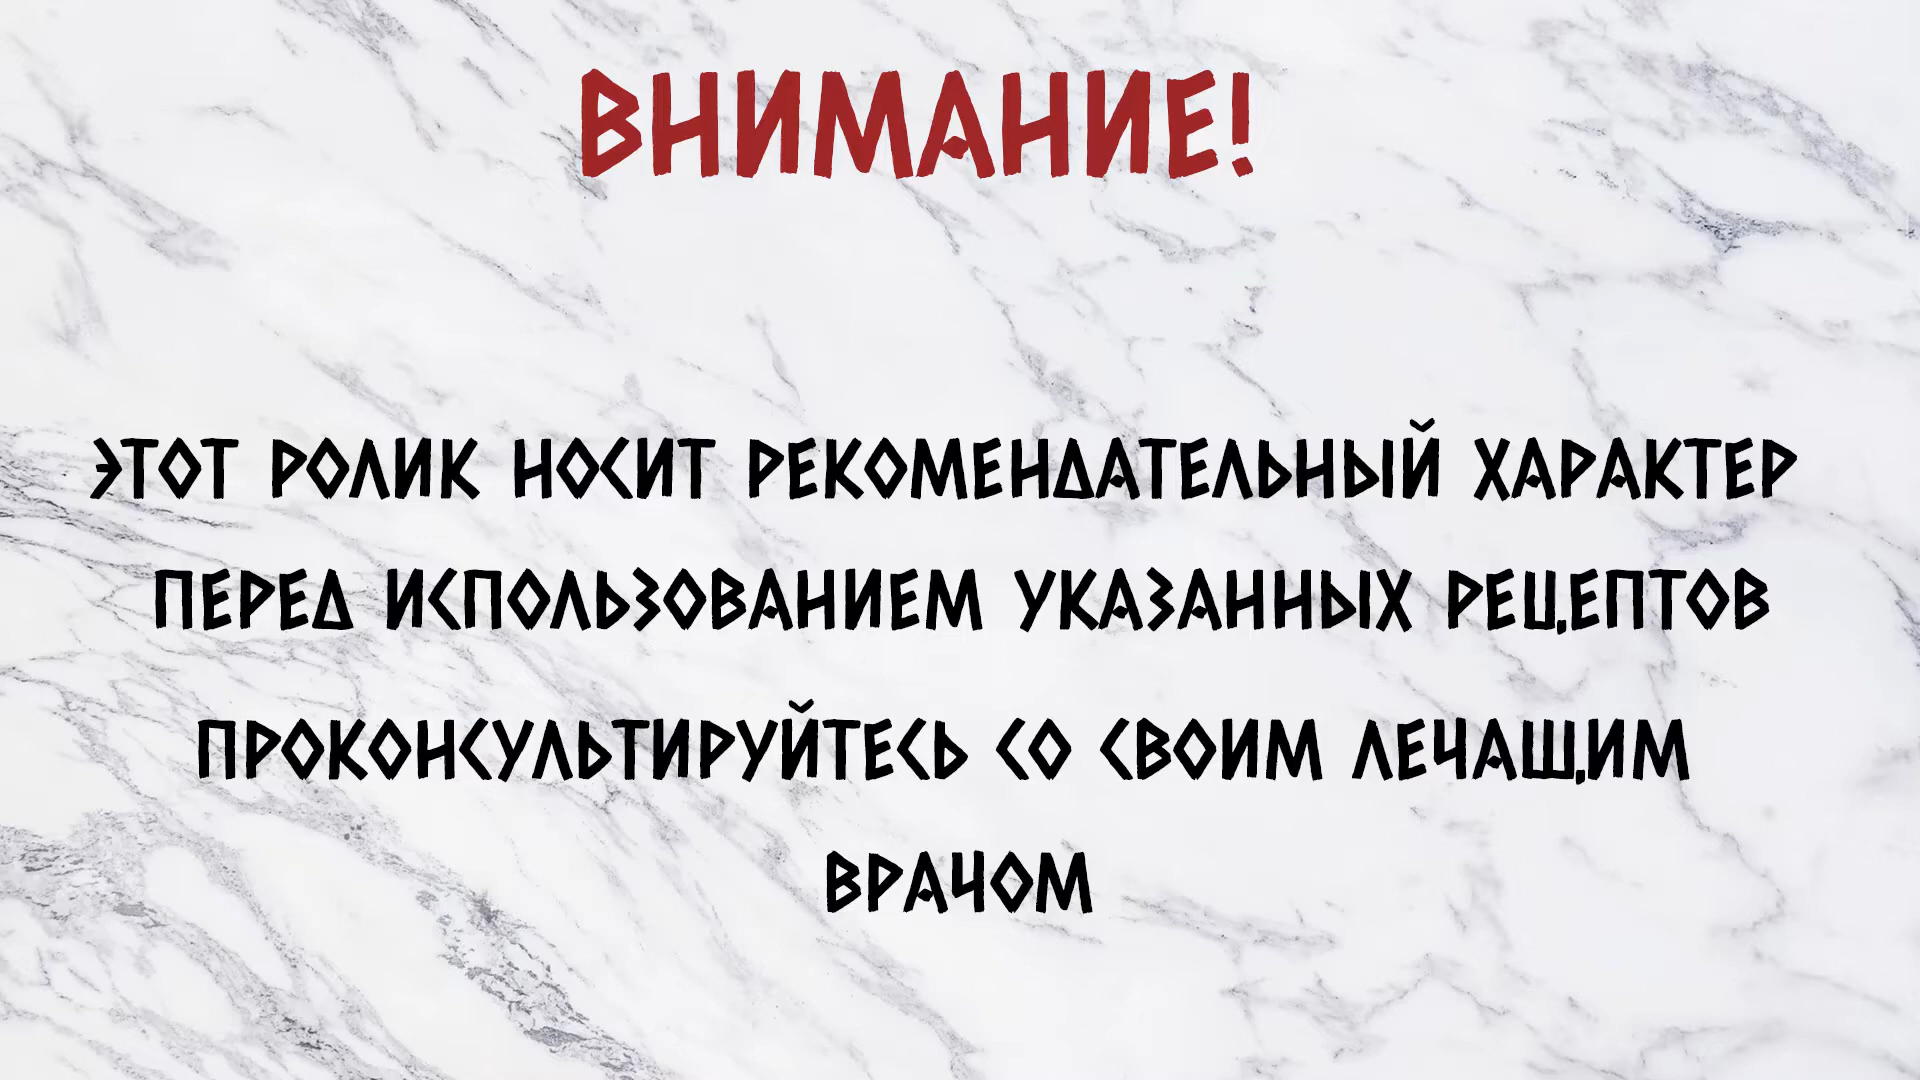 ВНИМАНИЕ!
ЭТОТ РОЛИК НОСИТ РЕКОМЕНДАТЕЛЬНЫЙ ХАРАКТЕР
ПЕРЕД ИСПОЛЬЗОВАНИЕМ УКАЗАННЫХ РЕЦЕПТОВ
ПРОКОНСУЛЬТИРУЙТЕСЬ СО СВОИМ ЛЕЧАЩИМ
ВРАЧОМ